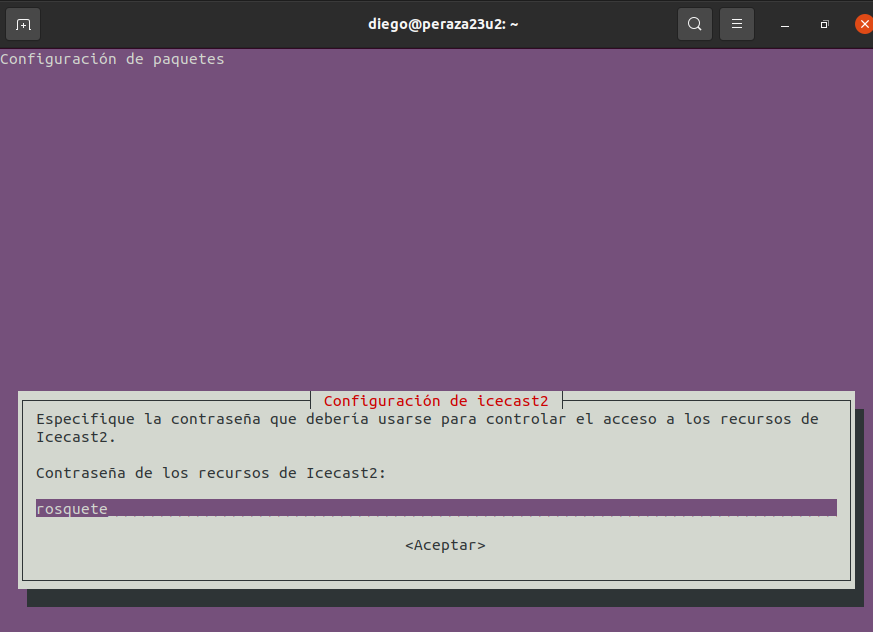 diego@peraza23u2: ~
Configuración de paquetes
Configuración de icecast2
Especifique la contraseña que debería usarse para controlar el acceso a los recursos de
Icecast2.
Contraseña de los recursos de Icecast2:
rosquete
<Aceptar>